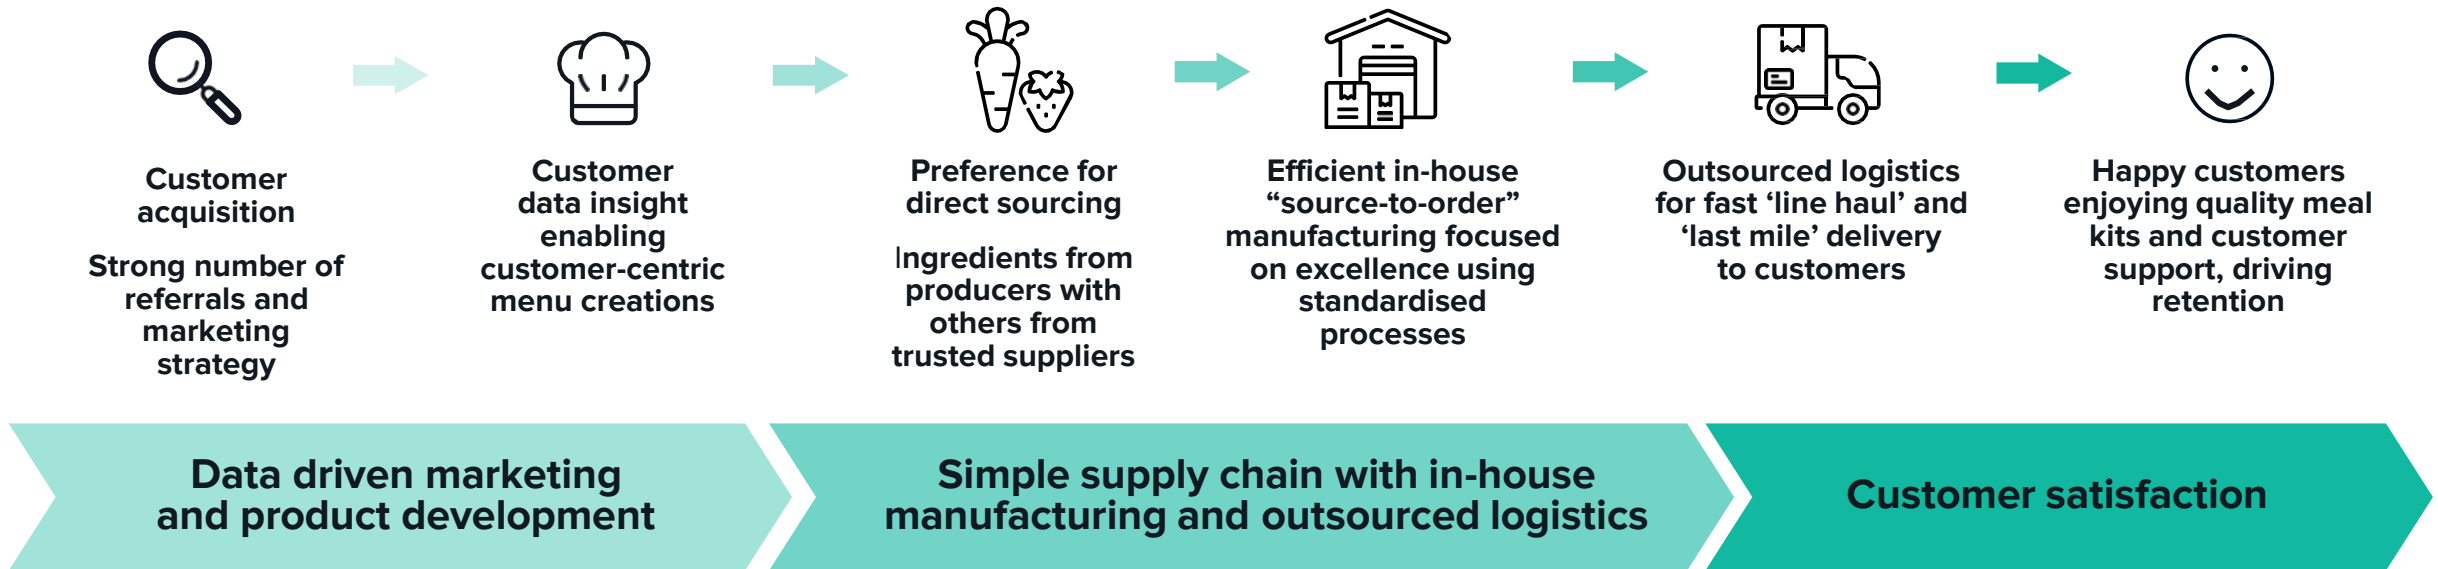 Customer
acquisition
Strong number of
referrals and
marketing
strategy
Customer
data insight
enabling
customer-centric
menu creations
Preference for
direct sourcing
Ingredients from
producers with
others from
trusted suppliers
Efficient in-house
“source-to-order”
manufacturing focused
on excellence using
standardised
processes
Outsourced logistics
for fast ‘line haul’ and
‘last mile’ delivery
to customers
Happy customers
enjoying quality meal
kits and customer
support, driving
retention
Data driven marketing
and product development
Simple supply chain with in-house
manufacturing and outsourced logistics
Customer satisfaction